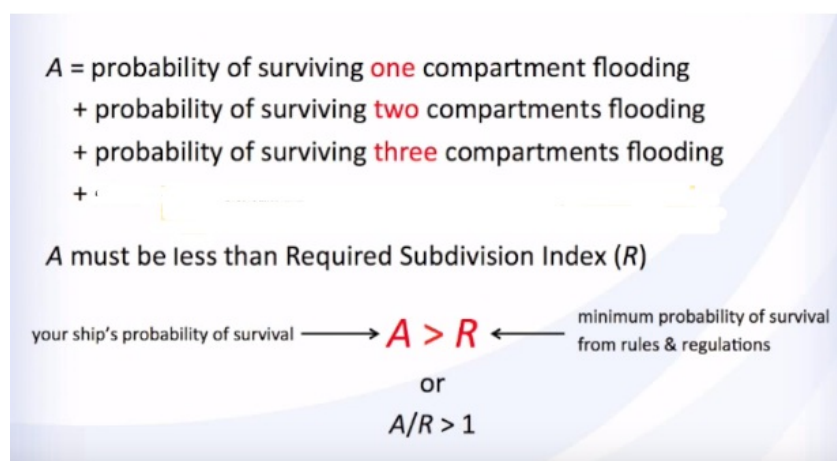 A = probability of surviving one compartment flooding
+ probability of surviving two compartments flooding
+ probability of surviving three compartments flooding
+
A must be less than Required Subdivision Index (R)
your ship's probability of survival
A > R
minimum probability of survival
from rules & regulations
or
A/R > 1